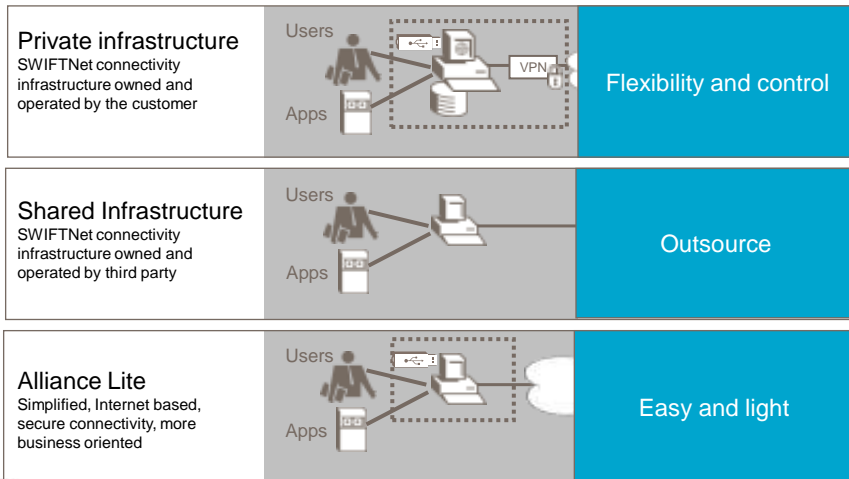 Private infrastructure
SWIFTNet connectivity
infrastructure owned and
operated by the customer
Users
Apps
VPN
Flexibility and control
Shared Infrastructure
SWIFTNet connectivity
infrastructure owned and
operated by third party
Users
Apps
Outsource
Alliance Lite
Simplified, Internet based,
secure connectivity, more
business oriented
Users
Apps
Easy and light